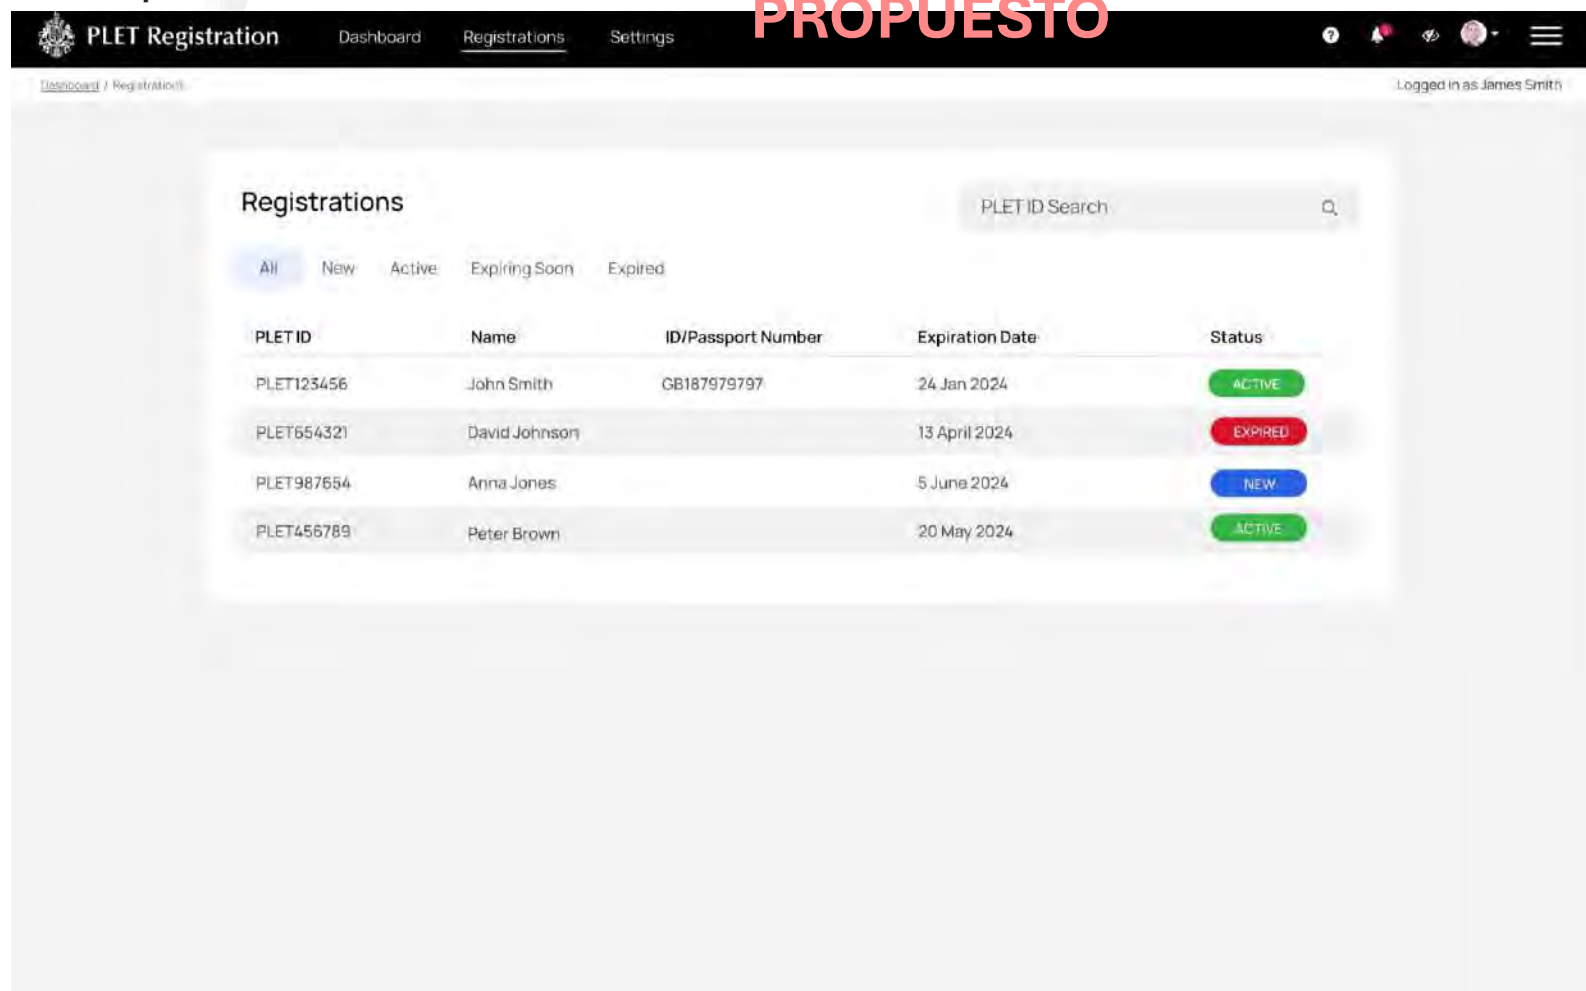 PROPUESTO
PLET Registration Dashboard Registrations Settings
Dashboard / Registrations Logged in as James Smith
Registrations PLET ID Search
All New Active Expiring Soon Expired
PLET ID Name ID/Passport Number Expiration Date Status
PLET123456 John Smith GB187979797 24 Jan 2024 ACTIVE
PLET654321 David Johnson 13 April 2024 EXPIRED
PLET987654 Anna Jones 5 June 2024 NEW
PLET456789 Peter Brown 20 May 2024 ACTIVE